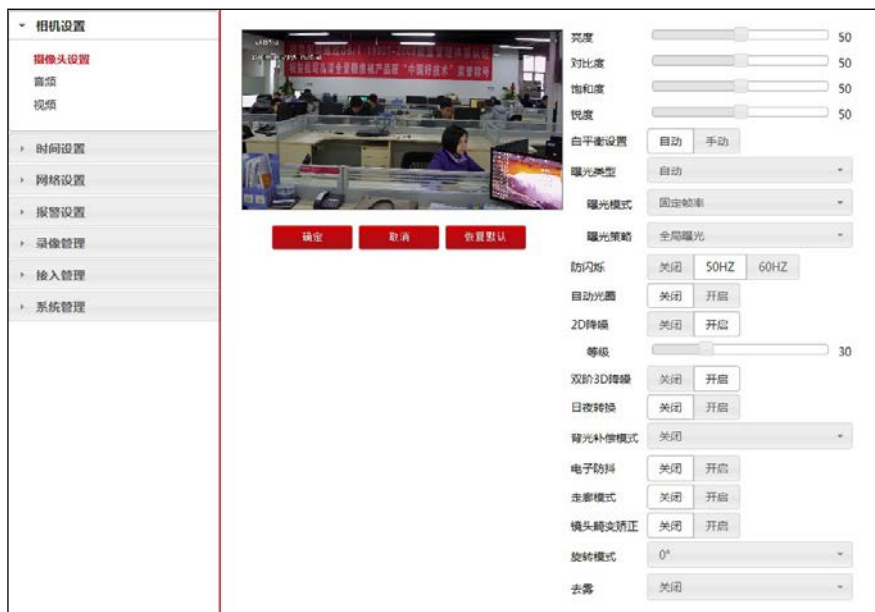 相机设置
摄像头设置
音频
视频
时间设置
网络设置
报警设置
录像管理
接入管理
系统管理
确定 取消 恢复默认
亮度 50
对比度 50
饱和度 50
锐度 50
白平衡设置 自动 手动
曝光类型 自动
曝光模式 固定帧率
曝光策略 全局曝光
防闪烁 关闭 50HZ 60HZ
自动光圈 关闭 开启
2D降噪 关闭 开启
等级 30
双阶3D降噪 关闭 开启
日夜转换 关闭 开启
背光补偿模式 关闭
电子防抖 关闭 开启
走廊模式 关闭 开启
镜头畸变矫正 关闭 开启
旋转模式 0°
去雾 关闭